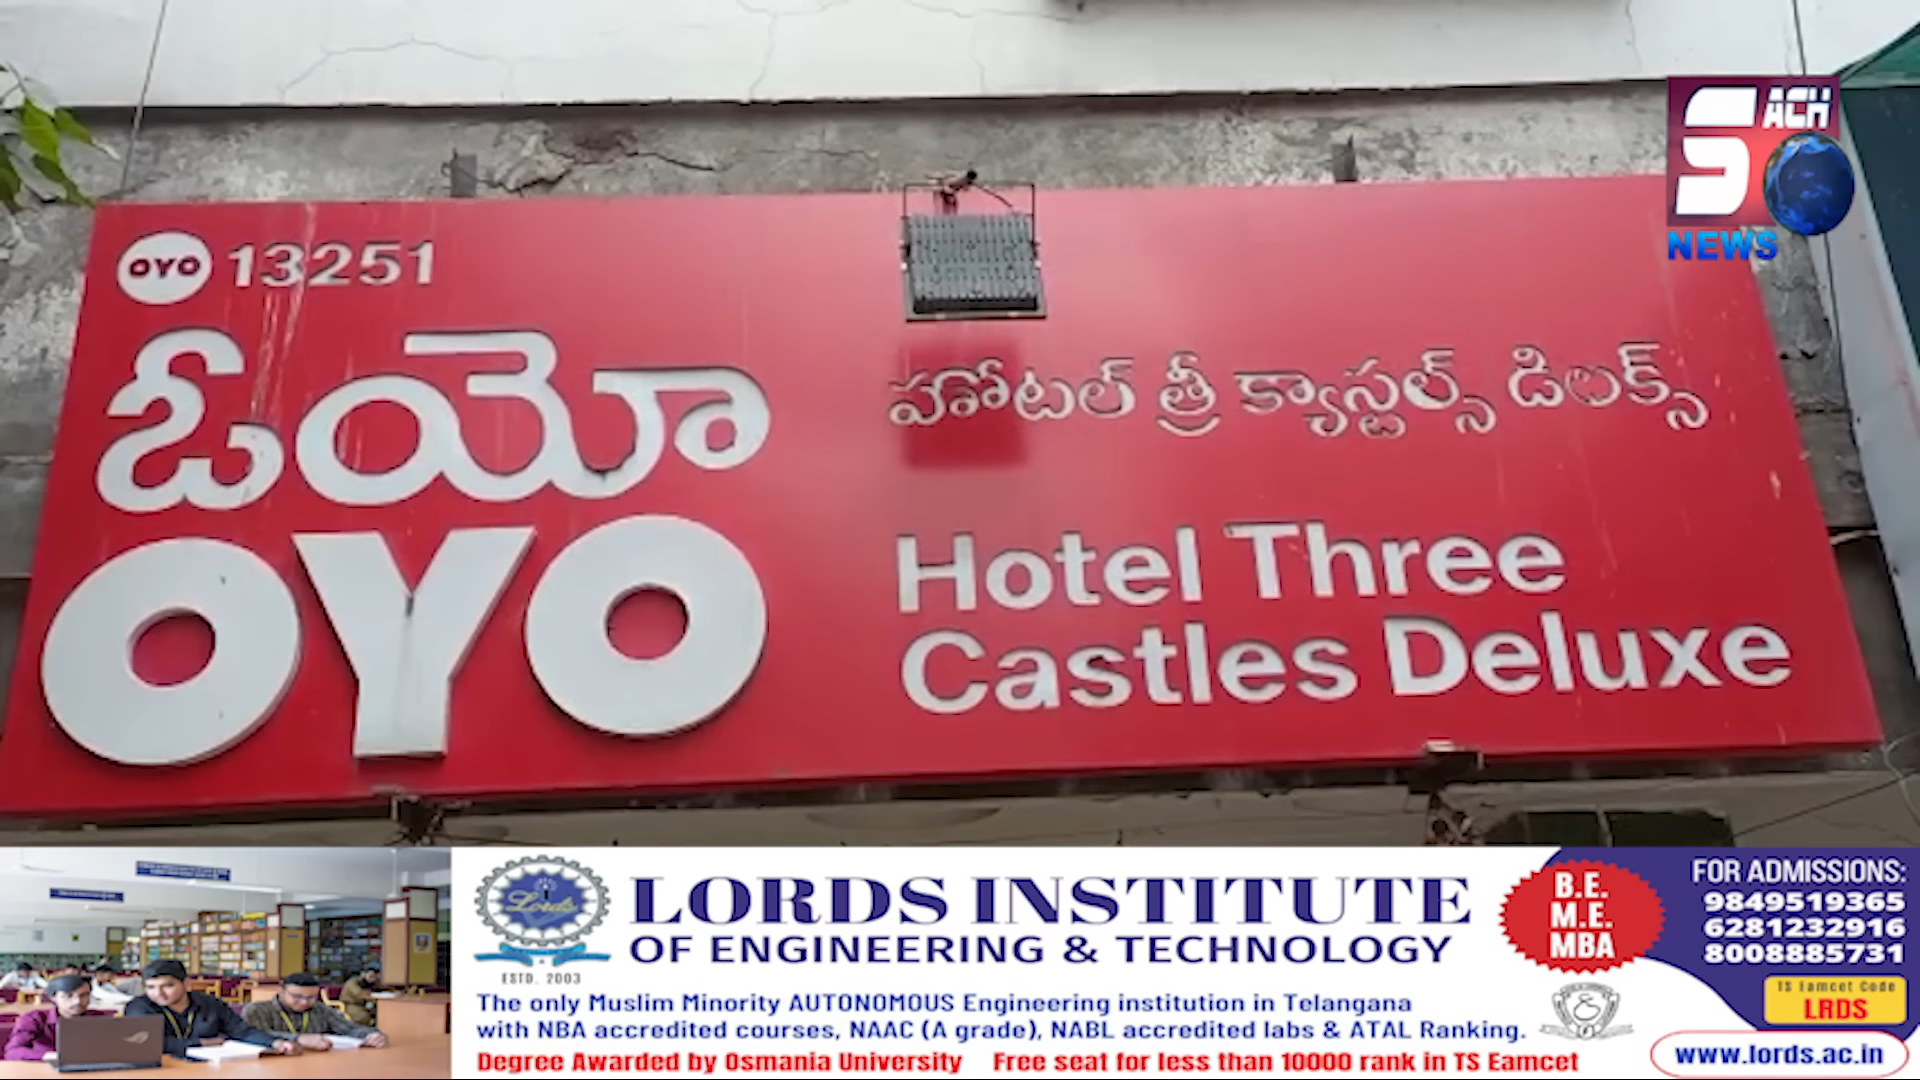 SACH
NEWS
OYO 13251
ఓయో
OYO
హోటల్ త్రీ క్యాస్టల్స్ డిలక్స్
Hotel Three
Castles Deluxe
Lords
ESTD. 2003
LORDS INSTITUTE
OF ENGINEERING & TECHNOLOGY
The only Muslim Minority AUTONOMOUS Engineering institution in Telangana
with NBA accredited courses, NAAC (A grade), NABL accredited labs & ATAL Ranking.
Degree Awarded by Osmania University Free seat for less than 10000 rank in TS Eamcet
B.E.
M.E.
MBA
FOR ADMISSIONS:
9849519365
6281232916
8008885731
TS Eamcet Code
LRDS
www.lords.ac.in